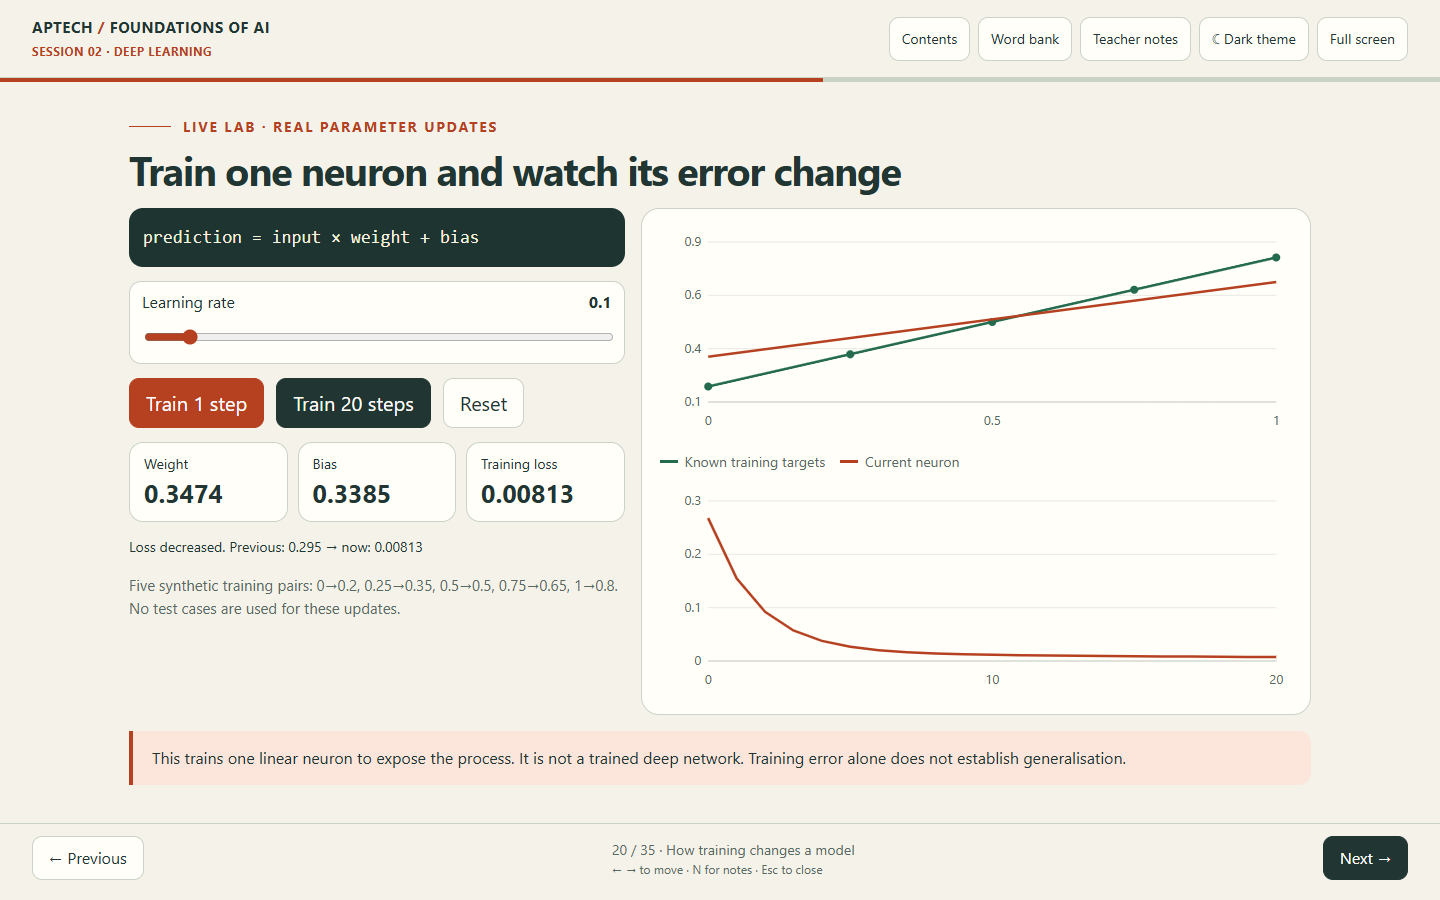 APTECH / FOUNDATIONS OF AI
SESSION 02 · DEEP LEARNING
Contents
Word bank
Teacher notes
☾ Dark theme
Full screen
LIVE LAB · REAL PARAMETER UPDATES
Train one neuron and watch its error change
prediction = input × weight + bias
Learning rate 0.1
Train 1 step
Train 20 steps
Reset
Weight
0.3474
Bias
0.3385
Training loss
0.00813
Loss decreased. Previous: 0.295 → now: 0.00813
Five synthetic training pairs: 0→0.2, 0.25→0.35, 0.5→0.5, 0.75→0.65, 1→0.8.
No test cases are used for these updates.
0.9
0.6
0.4
0.1
0 0.5 1
Known training targets Current neuron
0.3
0.2
0.1
0
0 10 20
This trains one linear neuron to expose the process. It is not a trained deep network. Training error alone does not establish generalisation.
← Previous
20 / 35 · How training changes a model
← → to move · N for notes · Esc to close
Next →